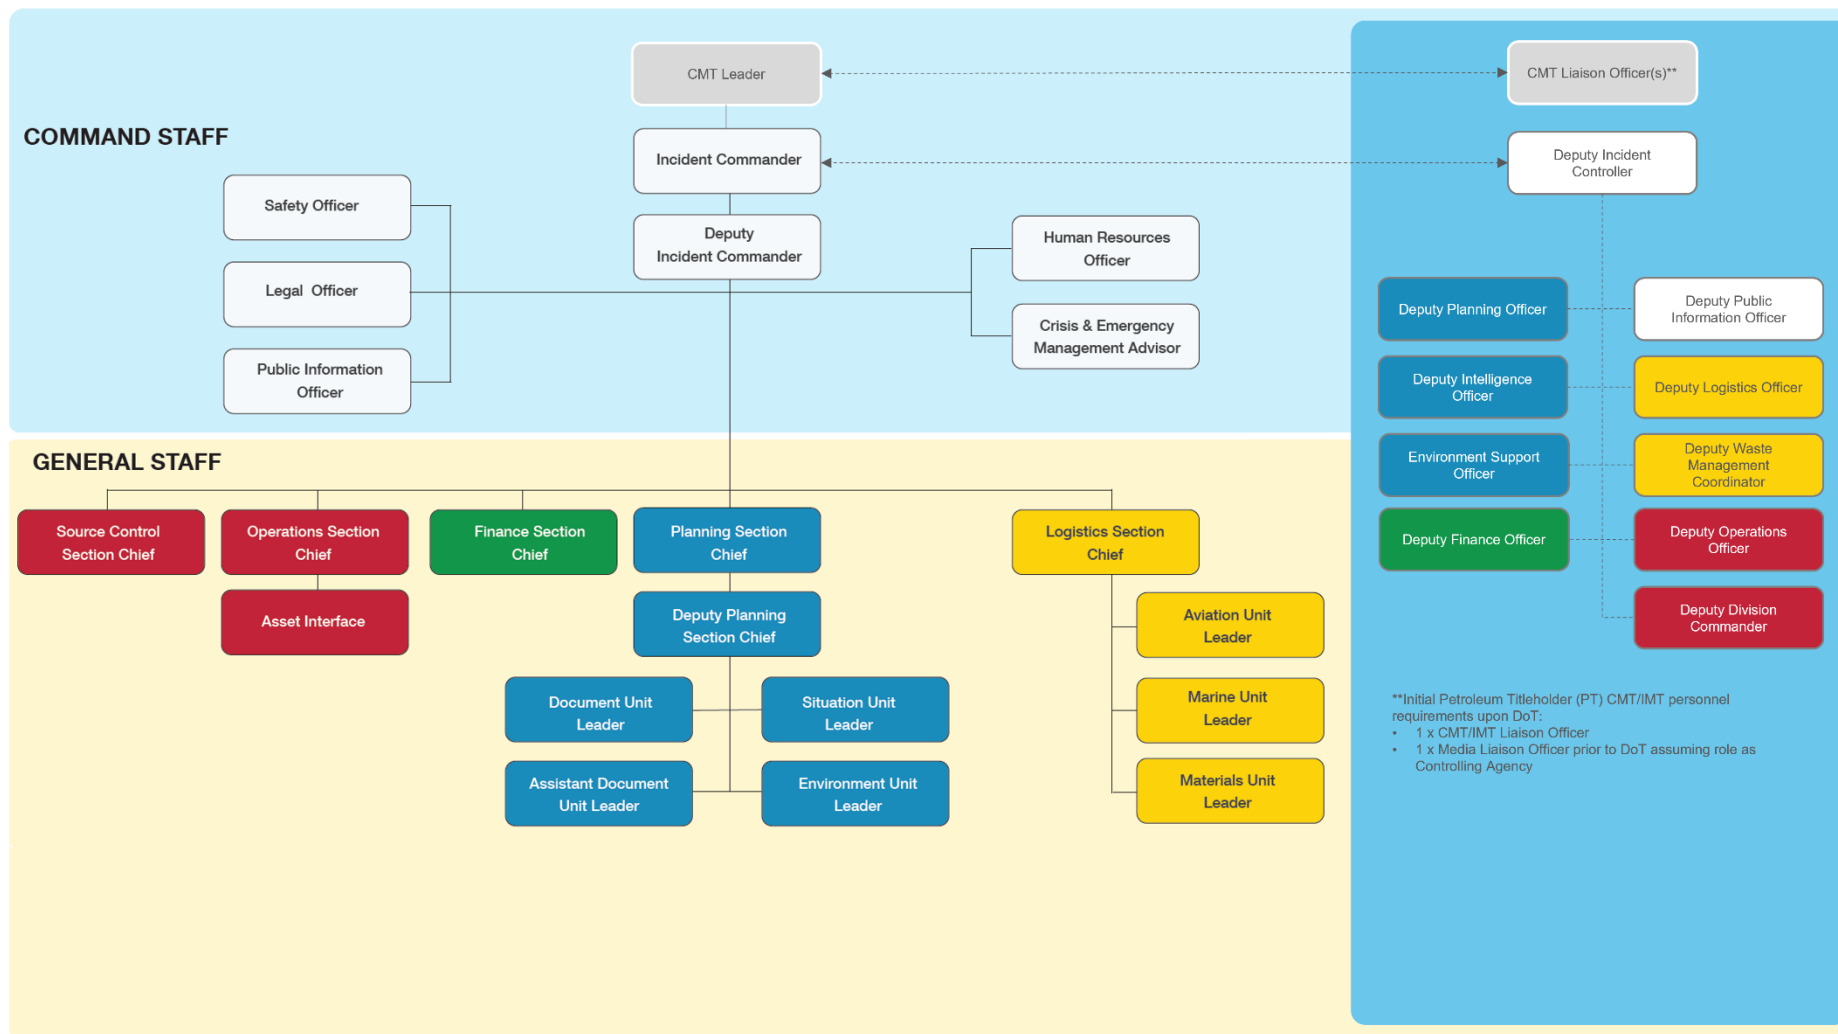 CMT Leader
CMT Liaison Officer(s)**
COMMAND STAFF
Incident Commander
Deputy Incident
Controller
Safety Officer
Deputy
Incident Commander
Human Resources
Officer
Legal  Officer
Crisis & Emergency
Management Advisor
Public Information
Officer
Deputy Planning Officer
Deputy Public
Information Officer
Deputy Intelligence
Officer
Deputy Logistics Officer
Environment Support
Officer
Deputy Waste
Management
Coordinator
Deputy Finance Officer
Deputy Operations
Officer
Deputy Division
Commander
GENERAL STAFF
Source Control
Section Chief
Operations Section
Chief
Finance Section
Chief
Planning Section
Chief
Logistics Section
Chief
Asset Interface
Deputy Planning
Section Chief
Aviation Unit
Leader
Document Unit
Leader
Situation Unit
Leader
Marine Unit
Leader
Assistant Document
Unit Leader
Environment Unit
Leader
Materials Unit
Leader
**Initial Petroleum Titleholder (PT) CMT/IMT personnel
requirements upon DoT:
• 1 x CMT/IMT Liaison Officer
• 1 x Media Liaison Officer prior to DoT assuming role as
Controlling Agency